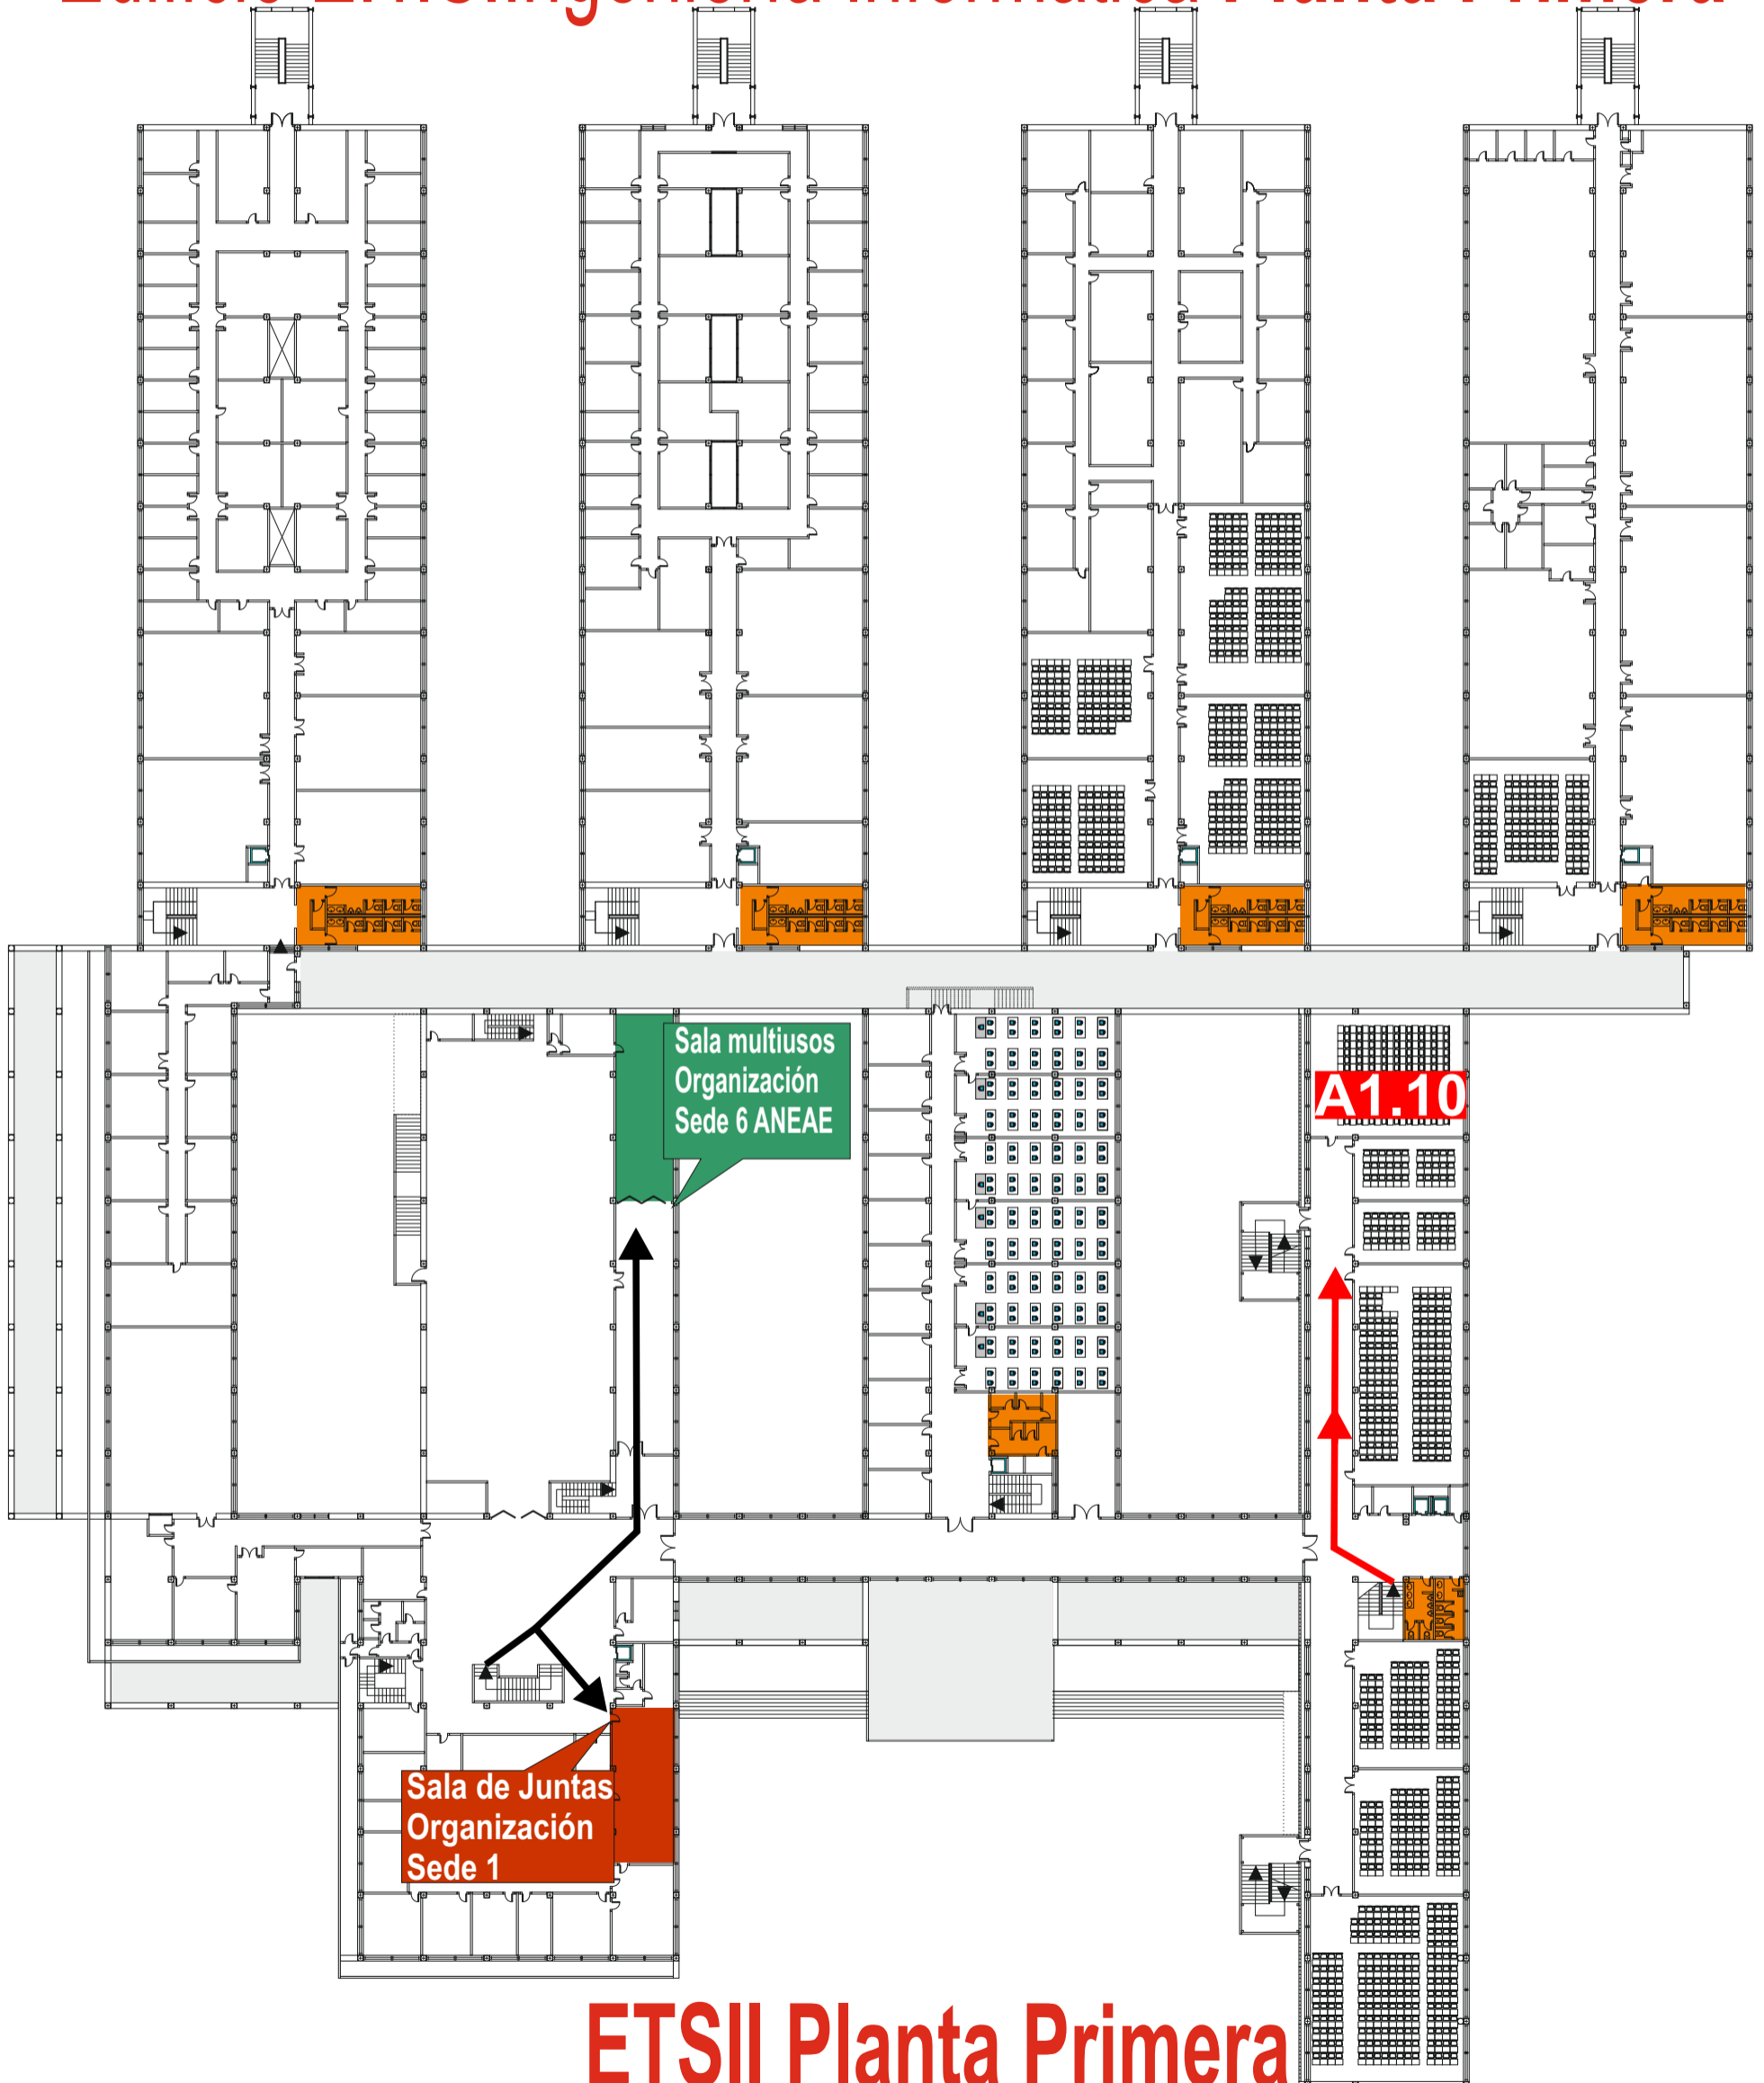 Sala multiusos
Organización
Sede 6 ANEAE
A1.10
Sala de Juntas
Organización
Sede 1
ETSII Planta Primera